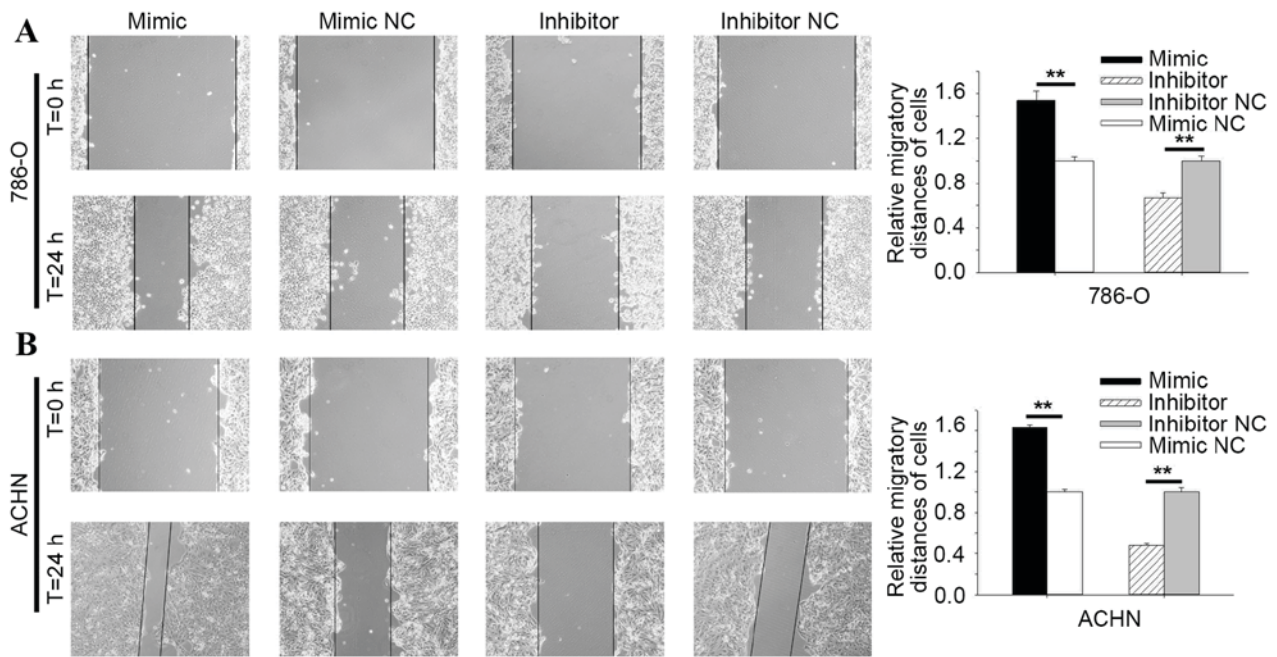 A
Mimic
Mimic NC
Inhibitor
Inhibitor NC
786-O
T=0 h
T=24 h
Relative migratory
distances of cells
1.6
1.2
0.8
0.4
0.0
**
**
Mimic
Inhibitor
Inhibitor NC
Mimic NC
786-O
B
ACHN
T=0 h
T=24 h
Relative migratory
distances of cells
1.6
1.2
0.8
0.4
0.0
**
**
Mimic
Inhibitor
Inhibitor NC
Mimic NC
ACHN